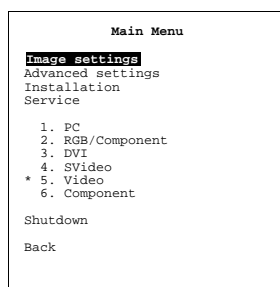 Main Menu
Image settings
Advanced settings
Installation
Service
1. PC
2. RGB/Component
3. DVI
4. SVideo
* 5. Video
6. Component
Shutdown
Back